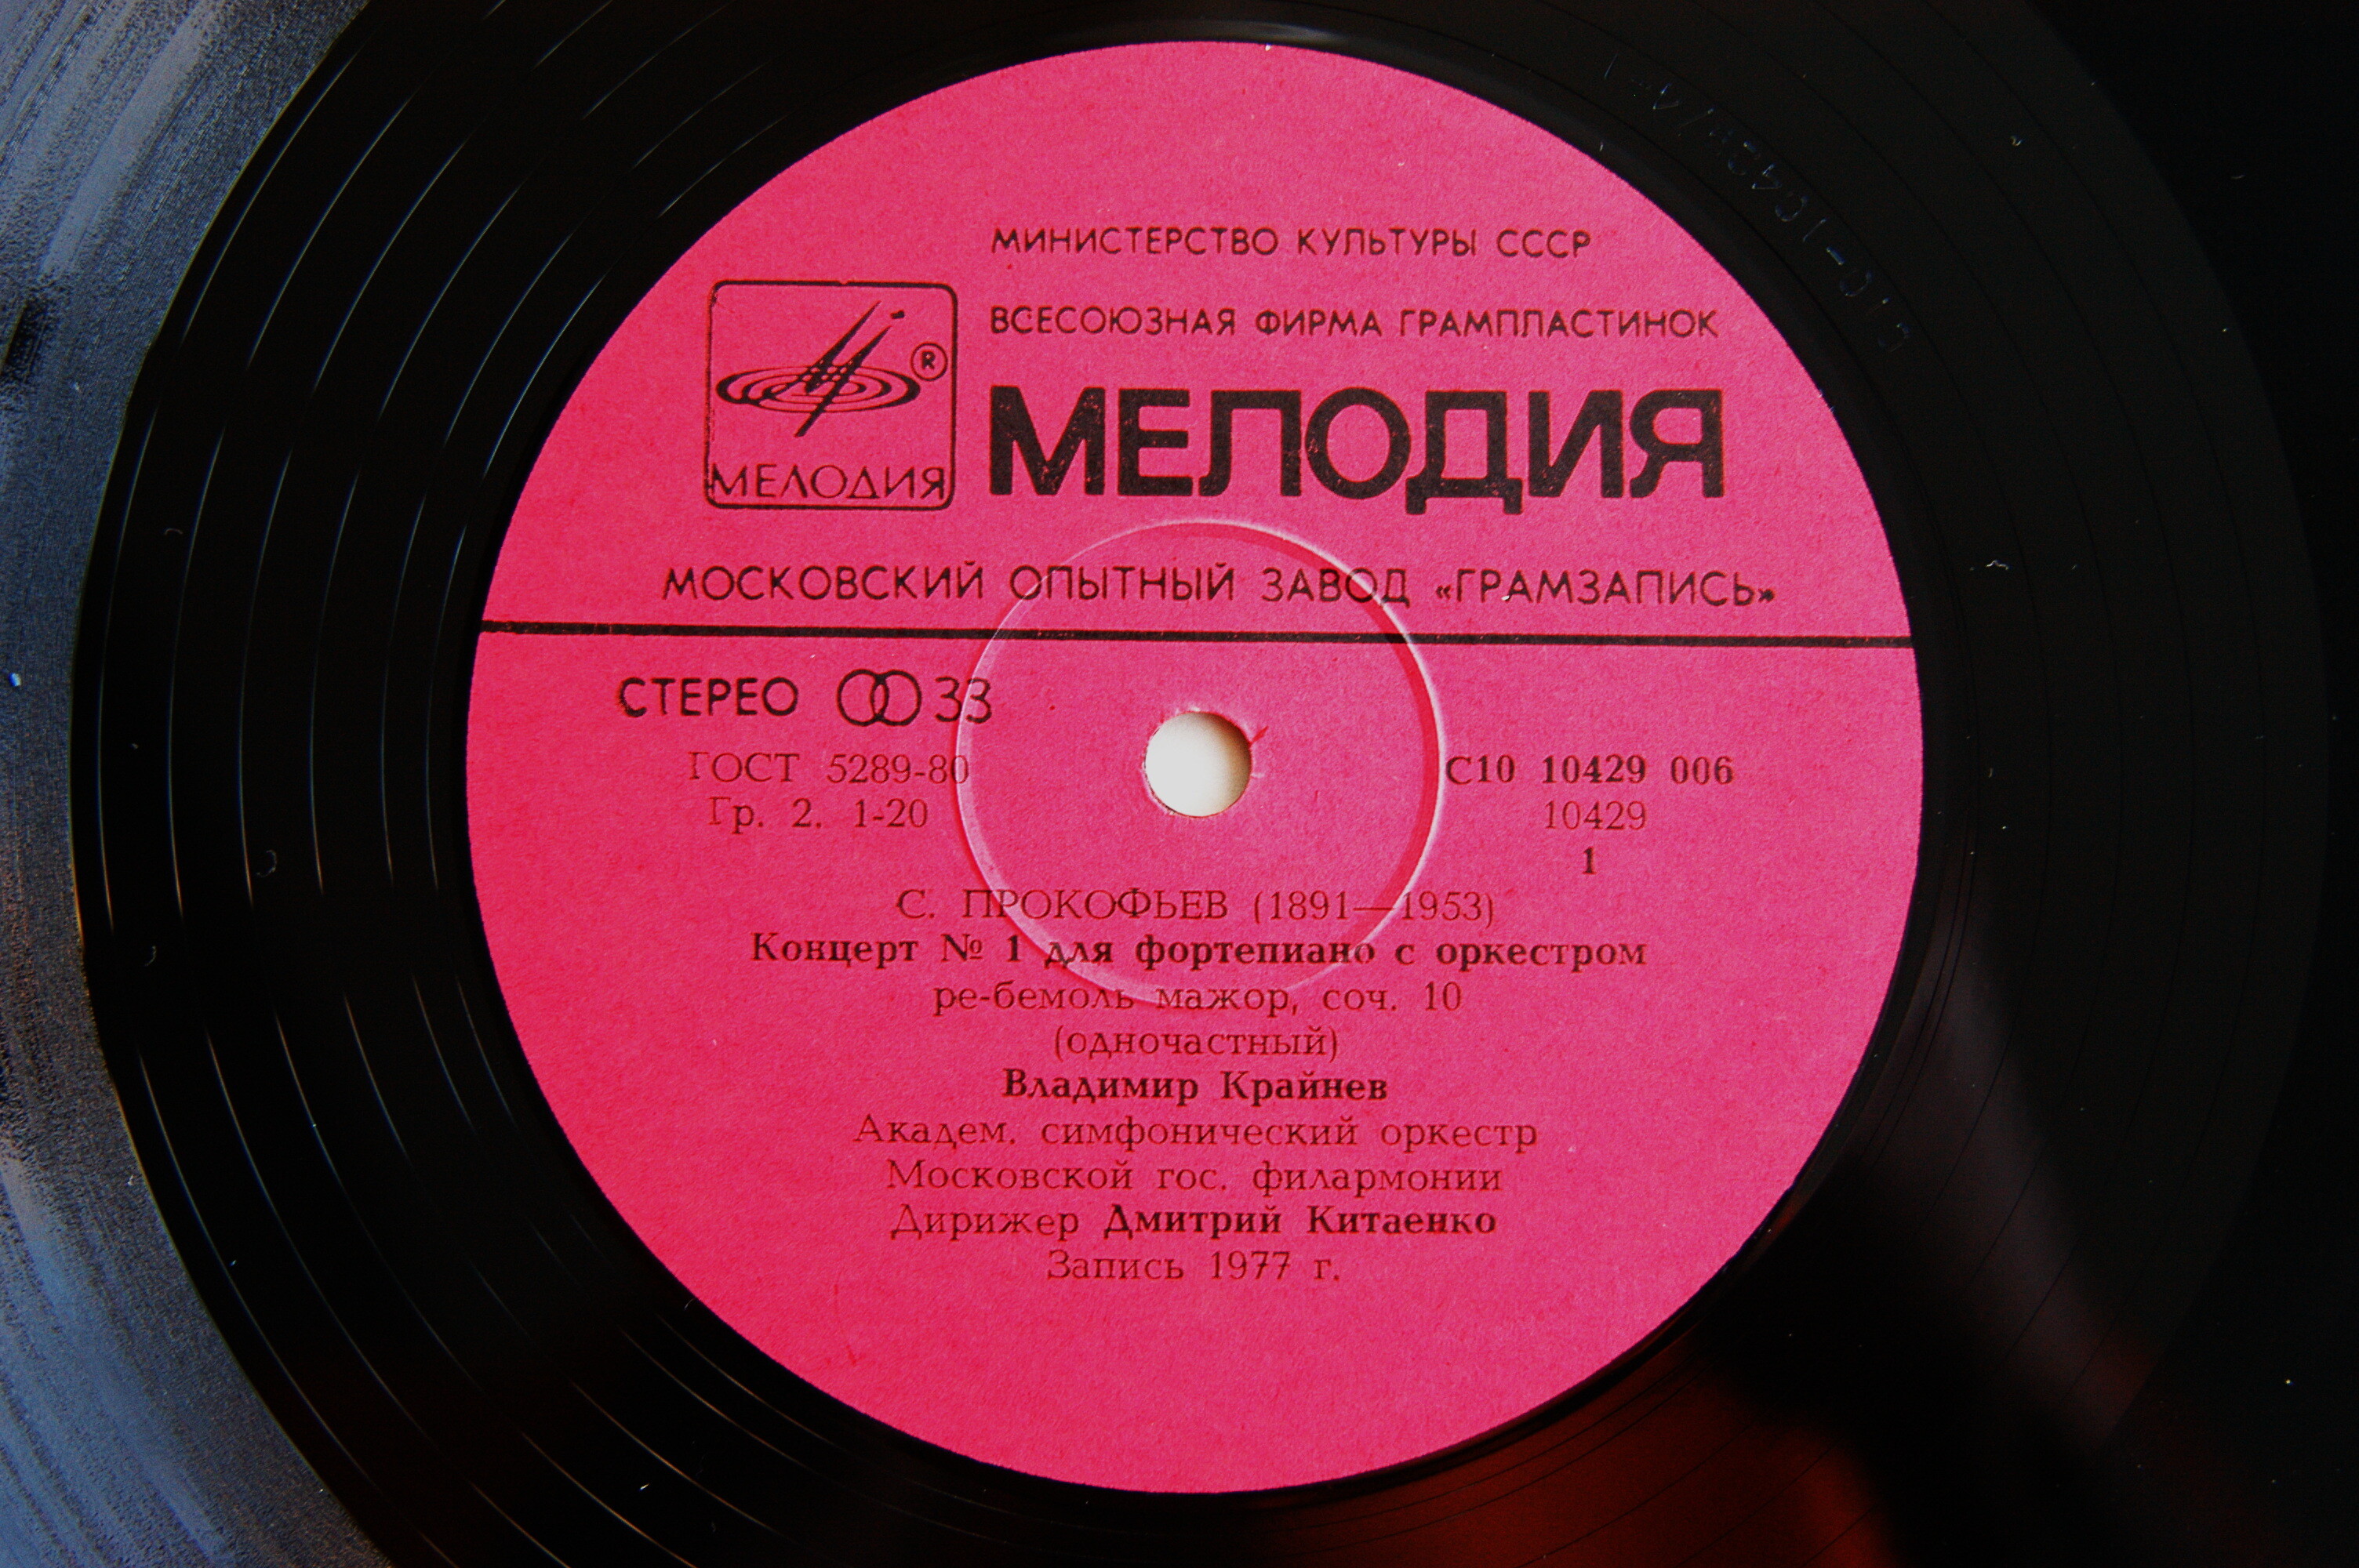 МИНИСТЕРСТВО КУЛЬТУРЫ СССР
ВСЕСОЮЗНАЯ ФИРМА ГРАМПЛАСТИНОК
МЕЛОДИЯ
®
МЕЛОДИЯ
МОСКОВСКИЙ ОПЫТНЫЙ ЗАВОД «ГРАМЗАПИСЬ»
СТЕРЕО 33
ГОСТ 5289-80
Гр. 2. 1-20
С10 10429 006
10429
1
С. ПРОКОФЬЕВ (1891—1953)
Концерт № 1 для фортепиано с оркестром
ре-бемоль мажор, соч. 10
(одночастный)
Владимир Крайнев
Академ. симфонический оркестр
Московской гос. филармонии
Дирижер Дмитрий Китаенко
Запись 1977 г.